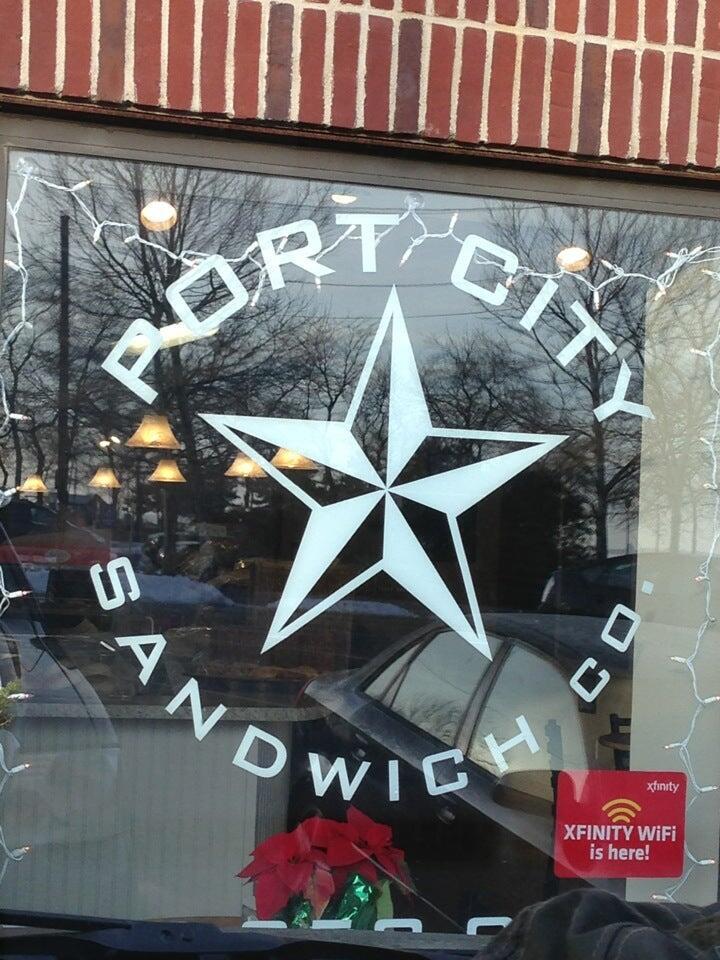 PORT CITY
SANDWICH CO.
xfinity
XFINITY WiFi
is here!